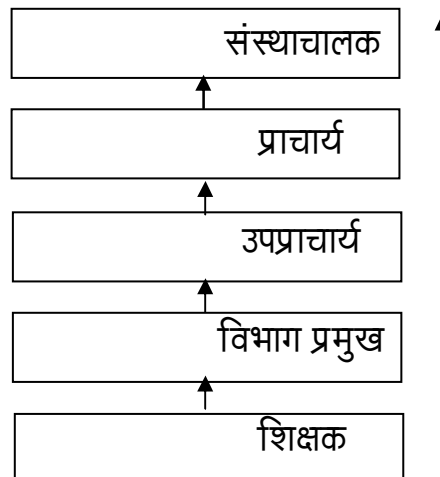 संस्थाचालक
प्राचार्य
उपप्राचार्य
विभाग प्रमुख
शिक्षक